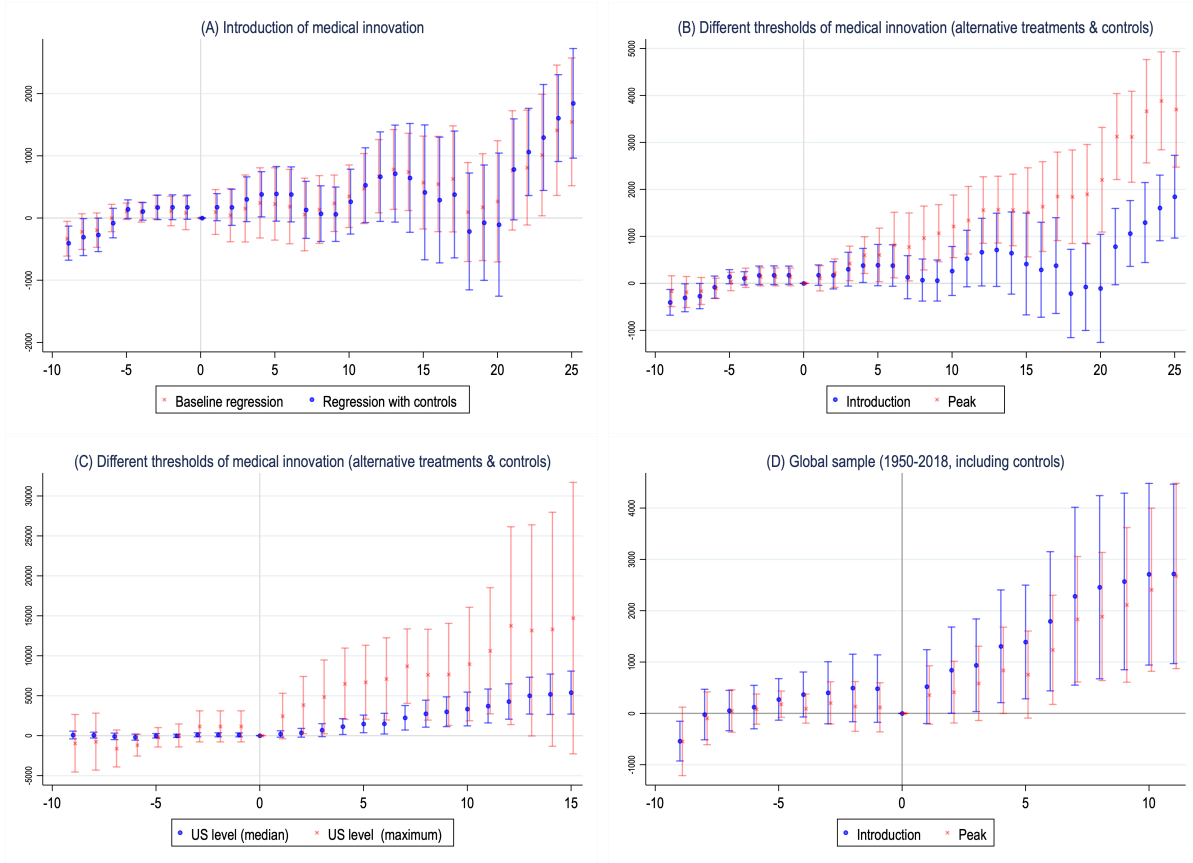 (A) Introduction of medical innovation
2000
1000
0
-1000
-2000
-10 -5 0 5 10 15 20 25
Baseline regression Regression with controls
(B) Different thresholds of medical innovation (alternative treatments & controls)
5000
4000
3000
2000
1000
0
-1000
-10 -5 0 5 10 15 20 25
Introduction Peak
(C) Different thresholds of medical innovation (alternative treatments & controls)
30000
25000
20000
15000
10000
5000
0
-5000
-10 -5 0 5 10 15
US level (median) US level (maximum)
(D) Global sample (1950-2018, including controls)
4000
3000
2000
1000
0
-1000
-10 -5 0 5 10
Introduction Peak